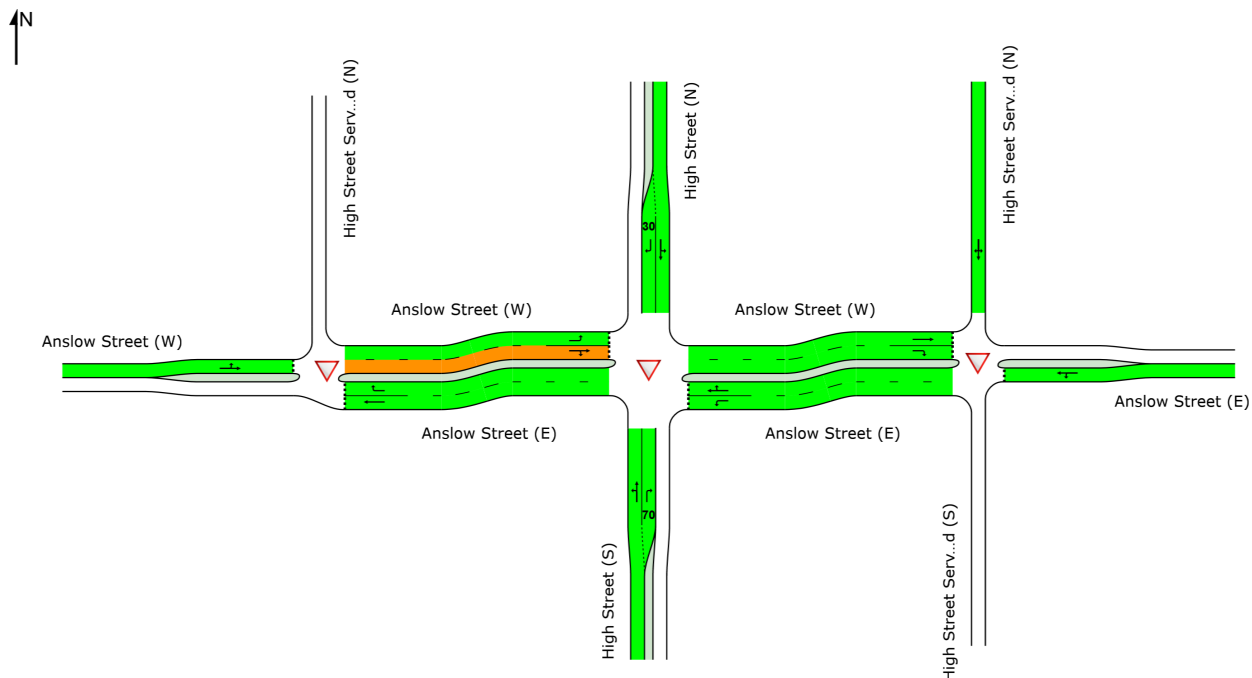 N
High Street Serv...d (N)
High Street (N)
High Street Serv...d (N)
30
Anslow Street (W)
Anslow Street (W)
Anslow Street (W)
Anslow Street (E)
Anslow Street (E)
Anslow Street (E)
70
High Street (S)
High Street Serv...d (S)